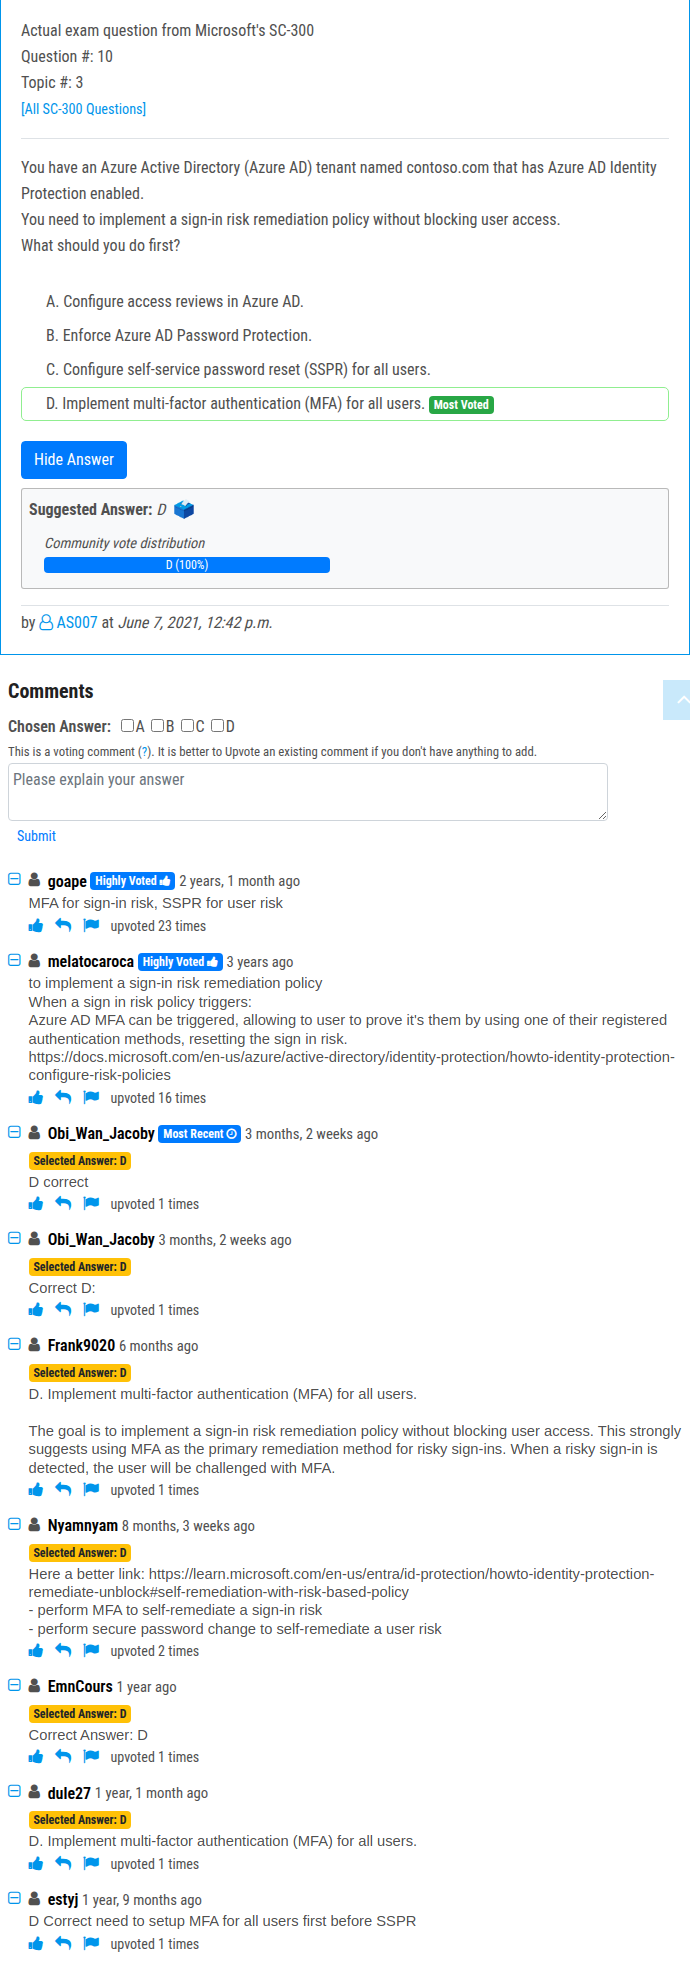 Actual exam question from Microsoft's SC-300
Question #: 10
Topic #: 3
[All SC-300 Questions]
You have an Azure Active Directory (Azure AD) tenant named contoso.com that has Azure AD Identity
Protection enabled.
You need to implement a sign-in risk remediation policy without blocking user access.
What should you do first?
A. Configure access reviews in Azure AD.
B. Enforce Azure AD Password Protection.
C. Configure self-service password reset (SSPR) for all users.
D. Implement multi-factor authentication (MFA) for all users. Most Voted
Hide Answer
Suggested Answer: D
Community vote distribution
D (100%)
by AS007 at June 7, 2021, 12:42 p.m.
Comments
Chosen Answer: A B C D
This is a voting comment (?). It is better to Upvote an existing comment if you don't have anything to add.
Please explain your answer
Submit
goape Highly Voted 2 years, 1 month ago
MFA for sign-in risk, SSPR for user risk
upvoted 23 times
melatocaroca Highly Voted 3 years ago
to implement a sign-in risk remediation policy
When a sign in risk policy triggers:
Azure AD MFA can be triggered, allowing to user to prove it's them by using one of their registered
authentication methods, resetting the sign in risk.
https://docs.microsoft.com/en-us/azure/active-directory/identity-protection/howto-identity-protection-
configure-risk-policies
upvoted 16 times
Obi_Wan_Jacoby Most Recent 3 months, 2 weeks ago
Selected Answer: D
D correct
upvoted 1 times
Obi_Wan_Jacoby 3 months, 2 weeks ago
Selected Answer: D
Correct D:
upvoted 1 times
Frank9020 6 months ago
Selected Answer: D
D. Implement multi-factor authentication (MFA) for all users.
The goal is to implement a sign-in risk remediation policy without blocking user access. This strongly
suggests using MFA as the primary remediation method for risky sign-ins. When a risky sign-in is
detected, the user will be challenged with MFA.
upvoted 1 times
Nyamnyam 8 months, 3 weeks ago
Selected Answer: D
Here a better link: https://learn.microsoft.com/en-us/entra/id-protection/howto-identity-protection-
remediate-unblock#self-remediation-with-risk-based-policy
- perform MFA to self-remediate a sign-in risk
- perform secure password change to self-remediate a user risk
upvoted 2 times
EmnCours 1 year ago
Selected Answer: D
Correct Answer: D
upvoted 1 times
dule27 1 year, 1 month ago
Selected Answer: D
D. Implement multi-factor authentication (MFA) for all users.
upvoted 1 times
estyj 1 year, 9 months ago
D Correct need to setup MFA for all users first before SSPR
upvoted 1 times